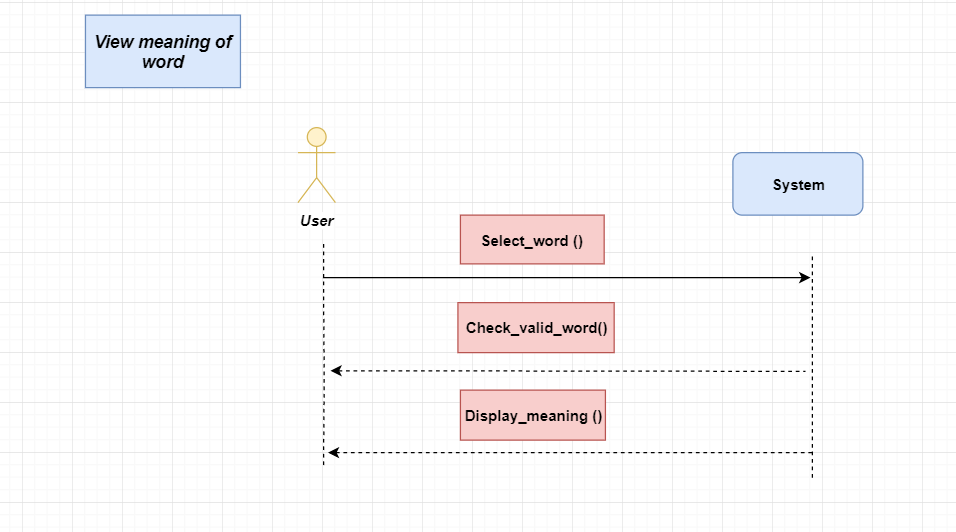 View meaning of
word
User
System
Select_word ()
Check_valid_word()
Display_meaning ()